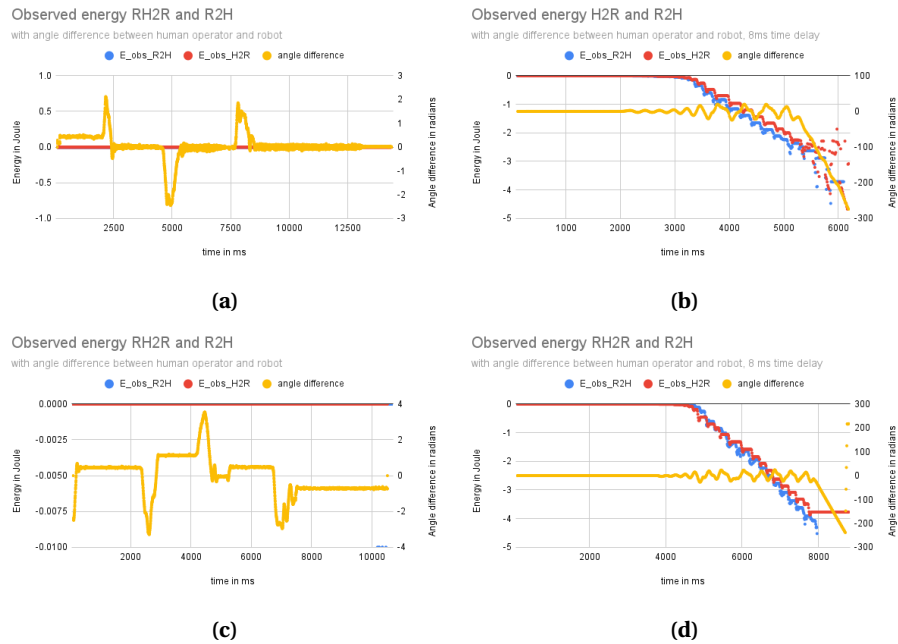 Observed energy RH2R and R2H
with angle difference between human operator and robot
E_obs_R2H E_obs_H2R angle difference
1.0 0.5 0.0 -0.5 -1.0
Energy in Joule
3 2 1 0 -1 -2 -3
Angle difference in radians
2500 5000 7500 10000 12500
time in ms
(a)
Observed energy H2R and R2H
with angle difference between human operator and robot, 8ms time delay
E_obs_R2H E_obs_H2R angle difference
0 -1 -2 -3 -4 -5
Energy in Joule
100 0 -100 -200 -300
Angle difference in radians
1000 2000 3000 4000 5000 6000
time in ms
(b)
Observed energy RH2R and R2H
with angle difference between human operator and robot
E_obs_R2H E_obs_H2R angle difference
0.0000 -0.0025 -0.0050 -0.0075 -0.0100
Energy in Joule
4 2 0 -2 -4
Angle difference in radians
2000 4000 6000 8000 10000
time in ms
(c)
Observed energy RH2R and R2H
with angle difference between human operator and robot, 8 ms time delay
E_obs_R2H E_obs_H2R angle difference
0 -1 -2 -3 -4 -5
Energy in Joule
300 200 100 0 -100 -200 -300
Angle difference in radians
2000 4000 6000 8000
time in ms
(d)